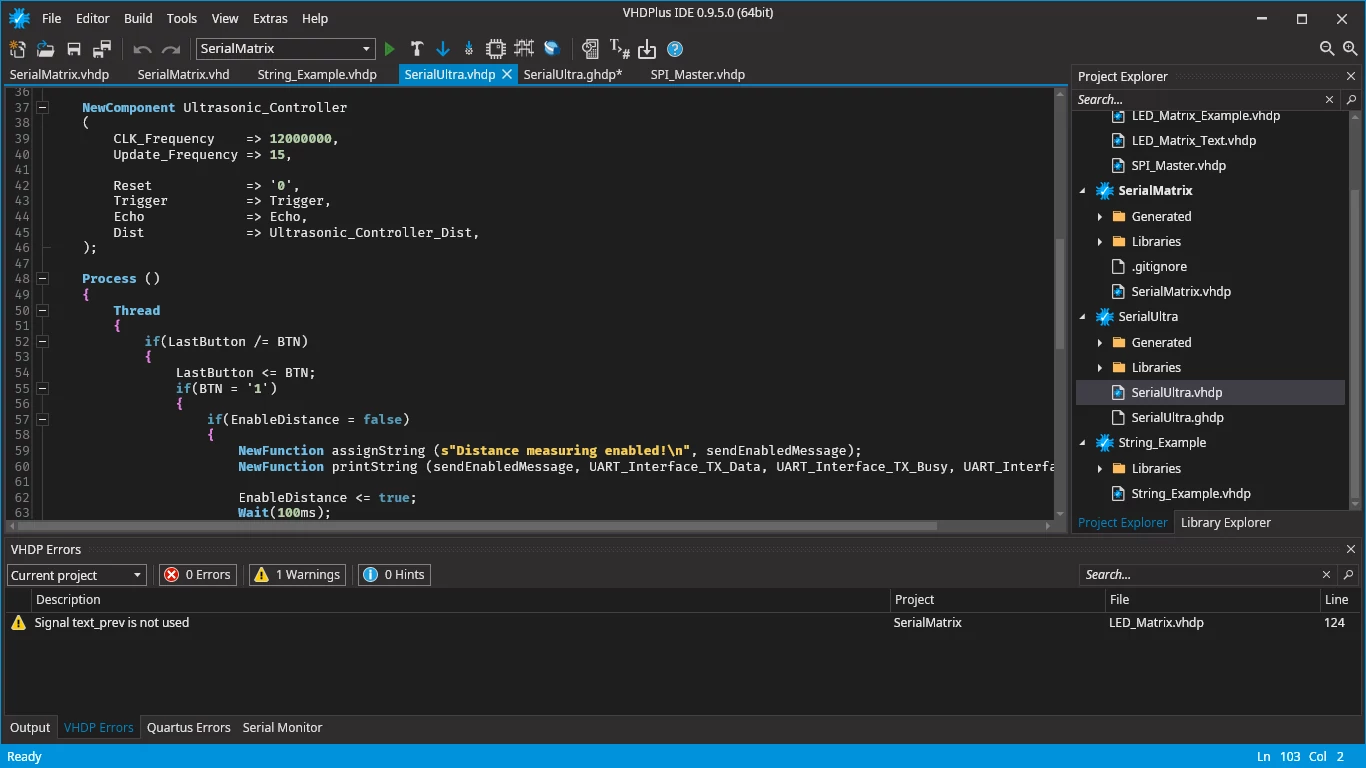 VHDPlus IDE 0.9.5.0 (64bit)
File Editor Build Tools View Extras Help
SerialMatrix
SerialMatrix.vhdp SerialMatrix.vhd String_Example.vhdp SerialUltra.vhdp SerialUltra.ghdp* SPI_Master.vhdp
36
37 NewComponent Ultrasonic_Controller
38 (
39 CLK_Frequency => 12000000,
40 Update_Frequency => 15,
41
42 Reset => '0',
43 Trigger => Trigger,
44 Echo => Echo,
45 Dist => Ultrasonic_Controller_Dist,
46 );
47
48 Process ()
49 {
50 Thread
51 {
52 if(LastButton /= BTN)
53 {
54 LastButton <= BTN;
55 if(BTN = '1')
56 {
57 if(EnableDistance = false)
58 {
59 NewFunction assignString (s"Distance measuring enabled!\n", sendEnabledMessage);
60 NewFunction printString (sendEnabledMessage, UART_Interface_TX_Data, UART_Interface_TX_Busy, UART_Interfa
61
62 EnableDistance <= true;
63 Wait(100ms);
Project Explorer
Search...
LED_Matrix_Example.vhdp
LED_Matrix_Text.vhdp
SPI_Master.vhdp
SerialMatrix
Generated
Libraries
.gitignore
SerialMatrix.vhdp
SerialUltra
Generated
Libraries
SerialUltra.vhdp
SerialUltra.ghdp
String_Example
Libraries
String_Example.vhdp
Project Explorer Library Explorer
VHDP Errors
Current project 0 Errors 1 Warnings 0 Hints Search...
Description Project File Line
Signal text_prev is not used SerialMatrix LED_Matrix.vhdp 124
Output VHDP Errors Quartus Errors Serial Monitor
Ready Ln 103 Col 2